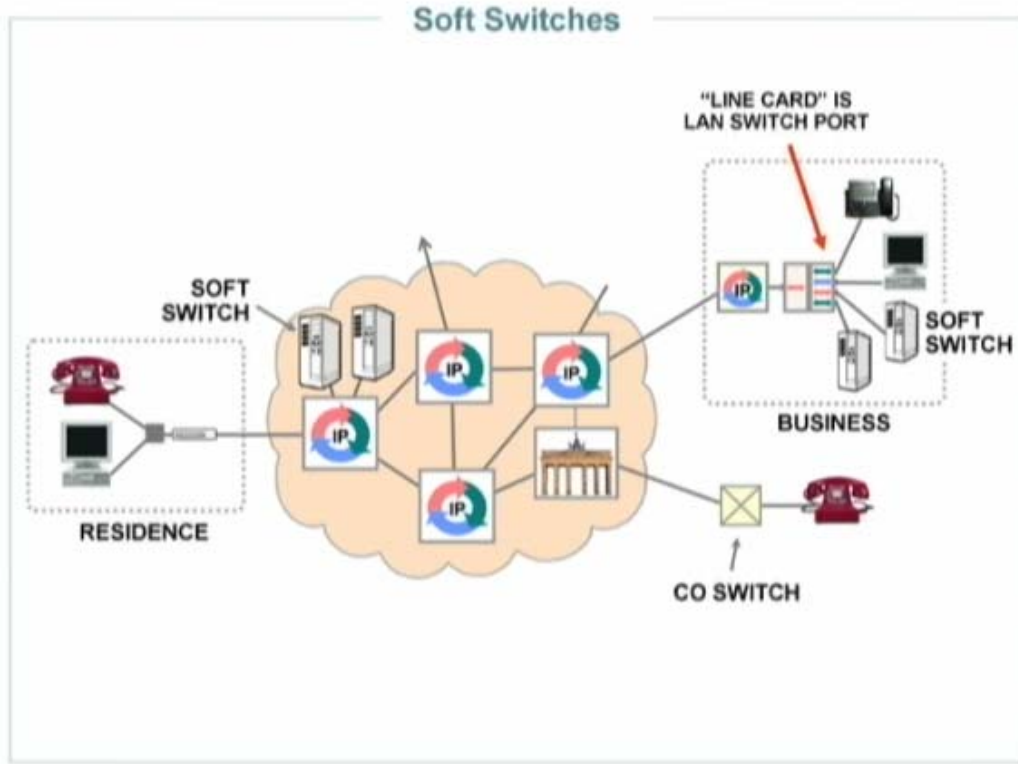 Soft Switches
"LINE CARD" IS
LAN SWITCH PORT
SOFT
SWITCH
IP
IP
IP
IP
IP
SOFT
SWITCH
BUSINESS
RESIDENCE
CO SWITCH